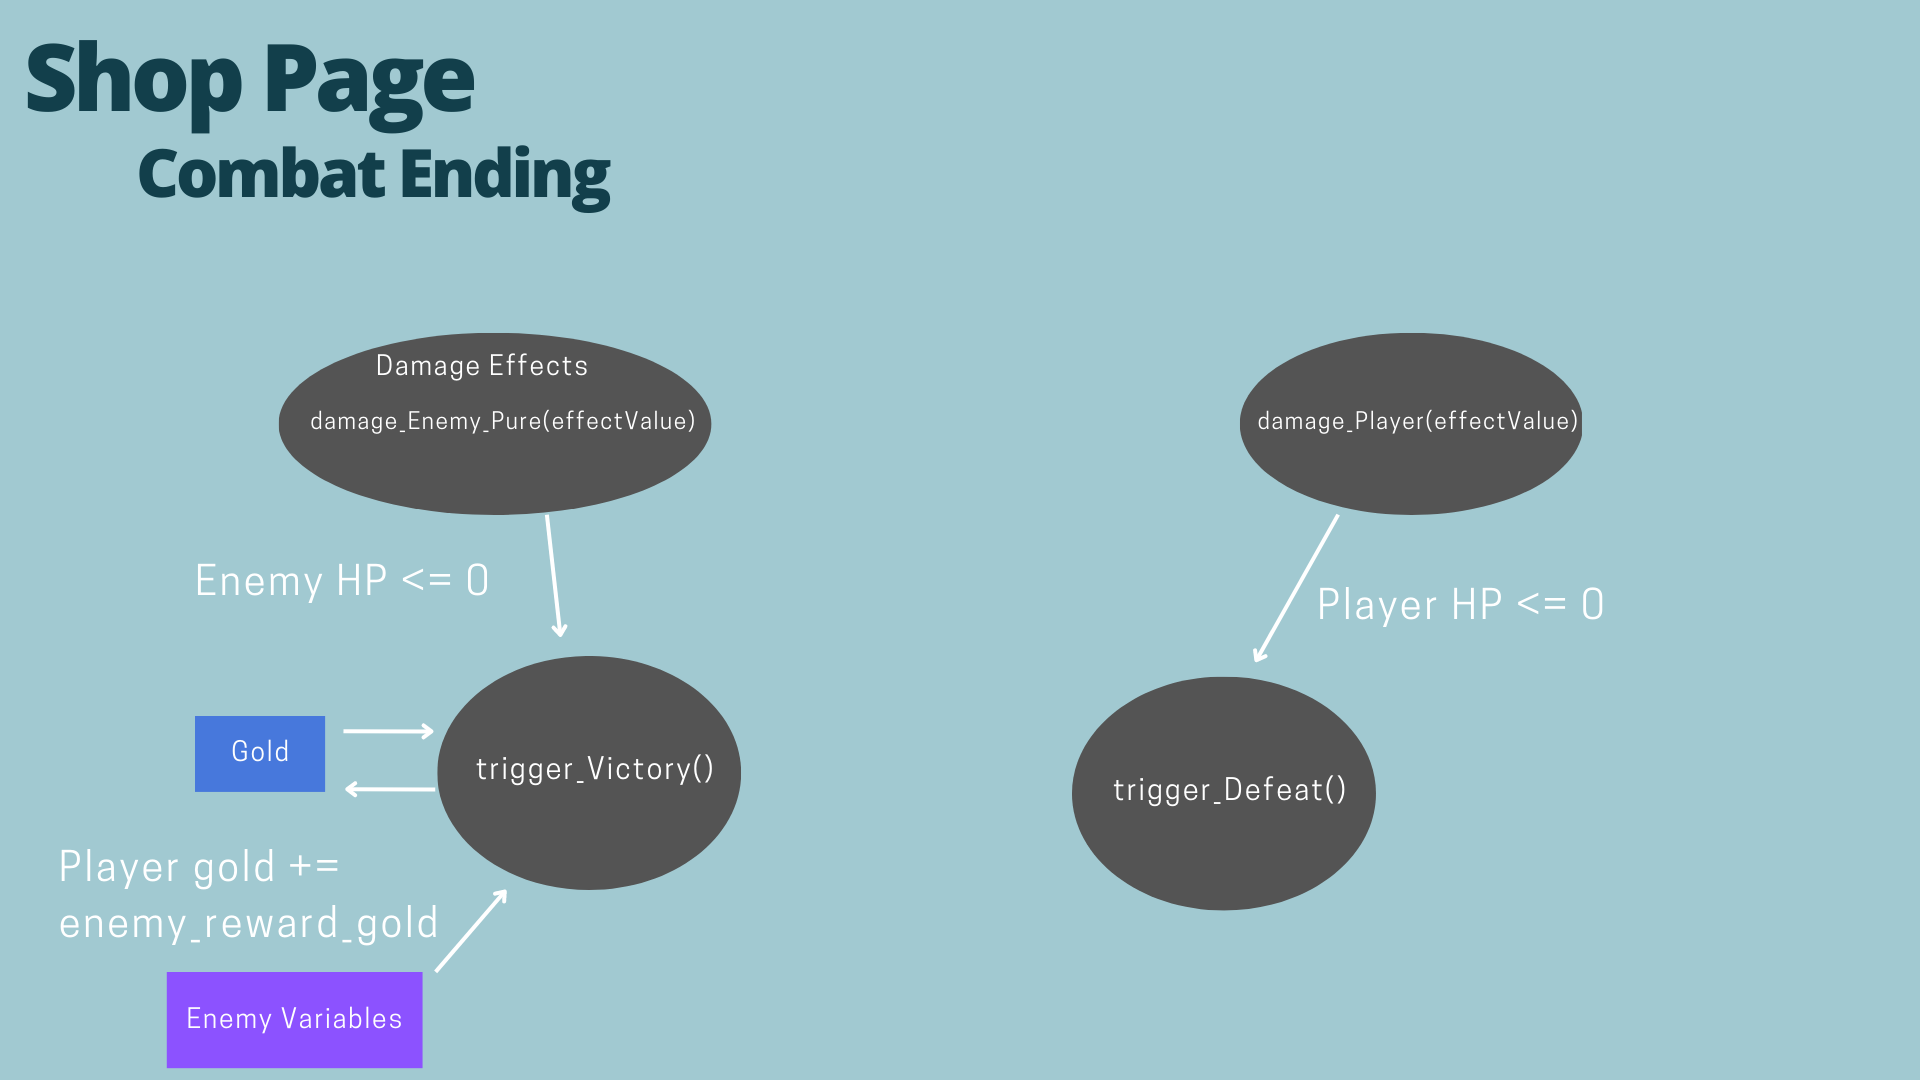 Shop Page
Combat Ending
Damage Effects
damage_Enemy_Pure(effectValue)
damage_Player(effectValue)
Enemy HP <= 0
Player HP <= 0
Gold
trigger_Victory()
trigger_Defeat()
Player gold +=
enemy_reward_gold
Enemy Variables